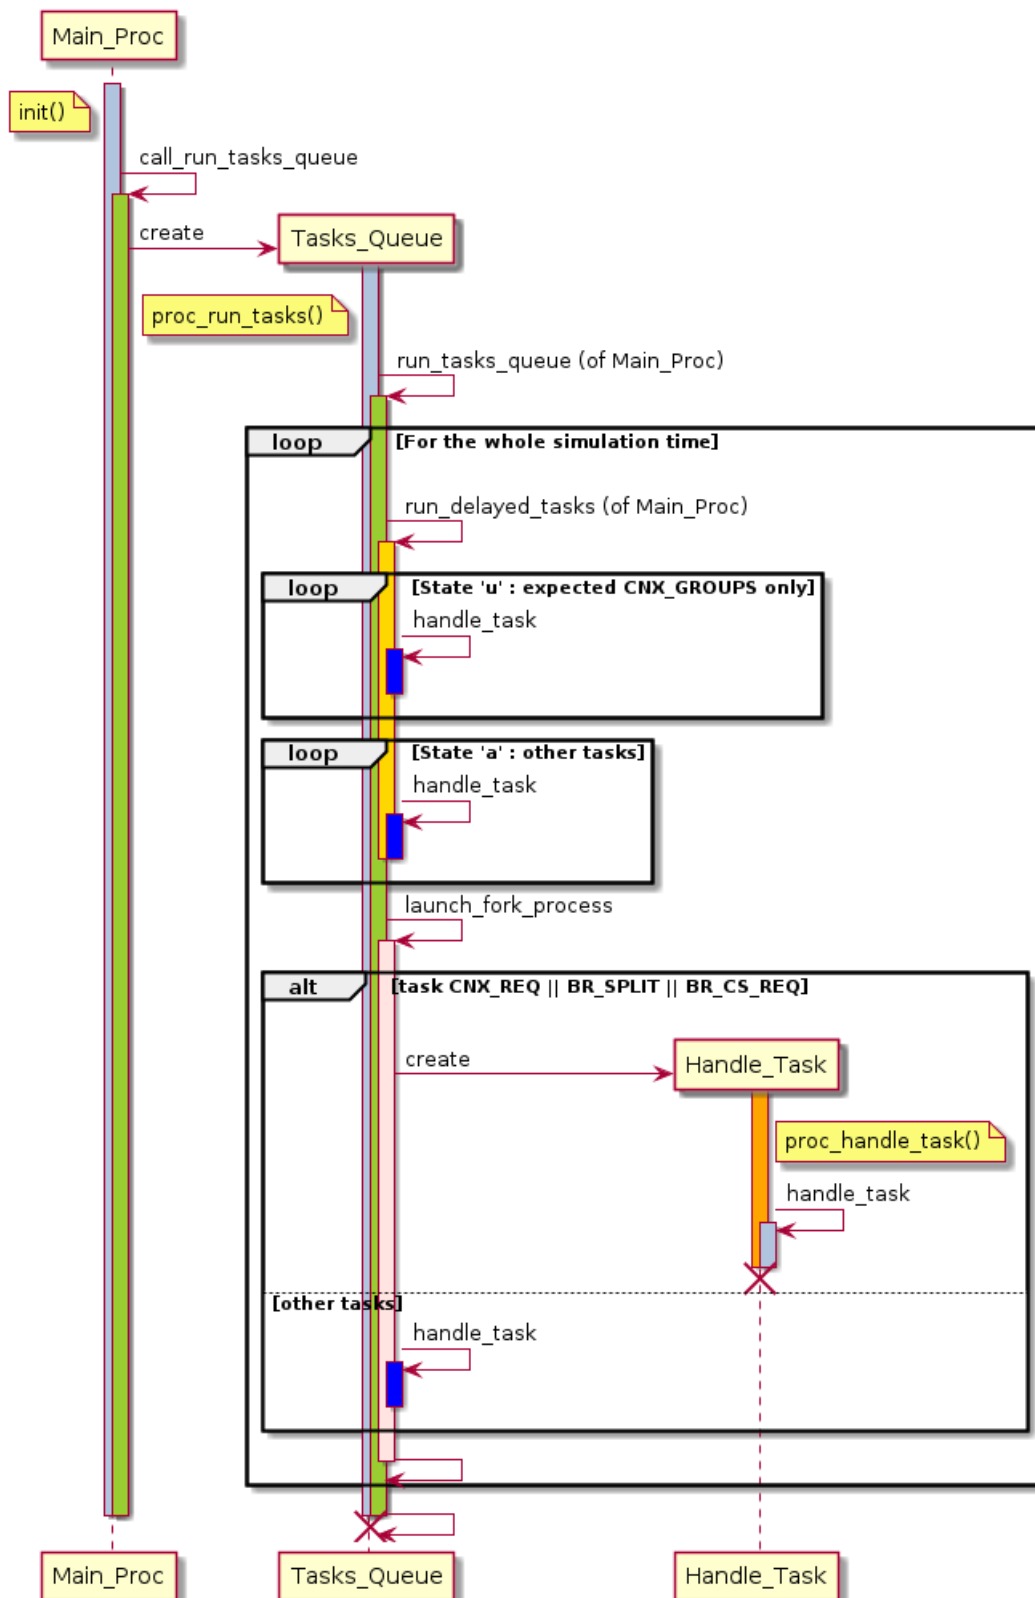 Main_Proc
init()
call_run_tasks_queue
create
Tasks_Queue
proc_run_tasks()
run_tasks_queue (of Main_Proc)
loop [For the whole simulation time]
run_delayed_tasks (of Main_Proc)
loop [State 'u' : expected CNX_GROUPS only]
handle_task
loop [State 'a' : other tasks]
handle_task
launch_fork_process
alt [task CNX_REQ || BR_SPLIT || BR_CS_REQ]
create
Handle_Task
proc_handle_task()
handle_task
[other tasks]
handle_task
Main_Proc Tasks_Queue Handle_Task